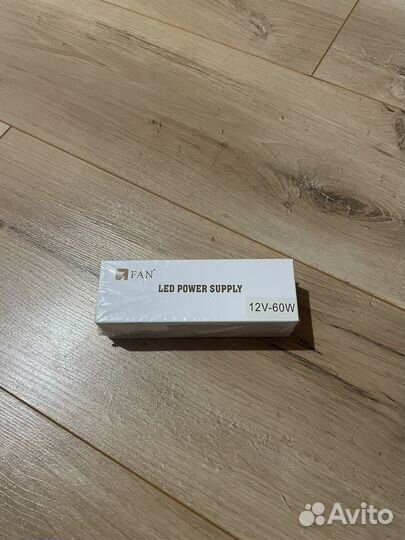 FAN
LED POWER SUPPLY
12V-60W
Avito